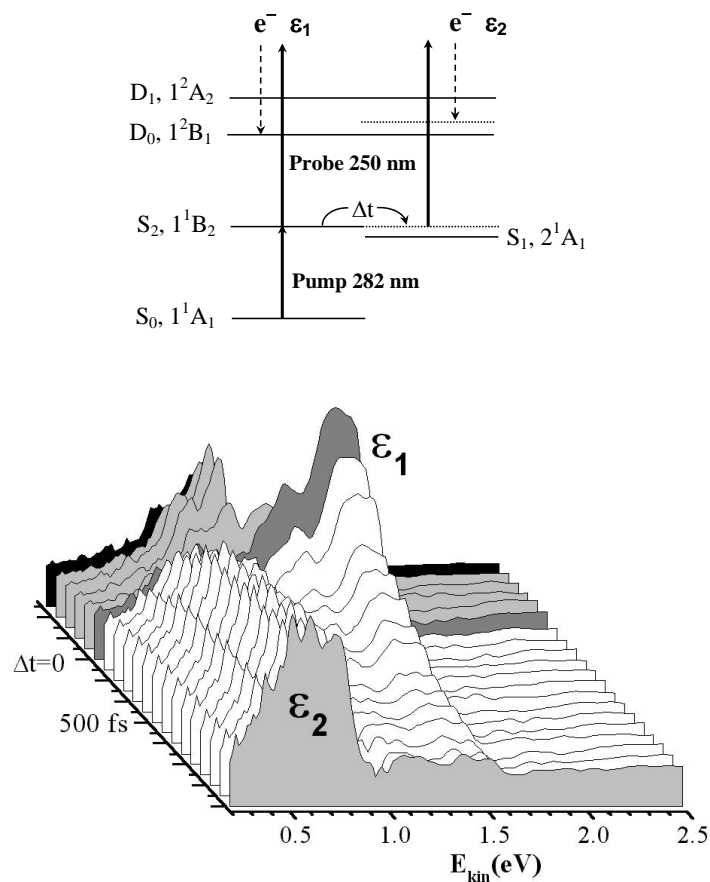 e⁻ ε₁
e⁻ ε₂
D₁, 1²A₂
D₀, 1²B₁
Probe 250 nm
S₂, 1¹B₂
Δt
S₁, 2¹A₁
Pump 282 nm
S₀, 1¹A₁
ε₁
Δt=0
500 fs
ε₂
0.5 1.0 1.5 2.0 2.5
E_kin(eV)